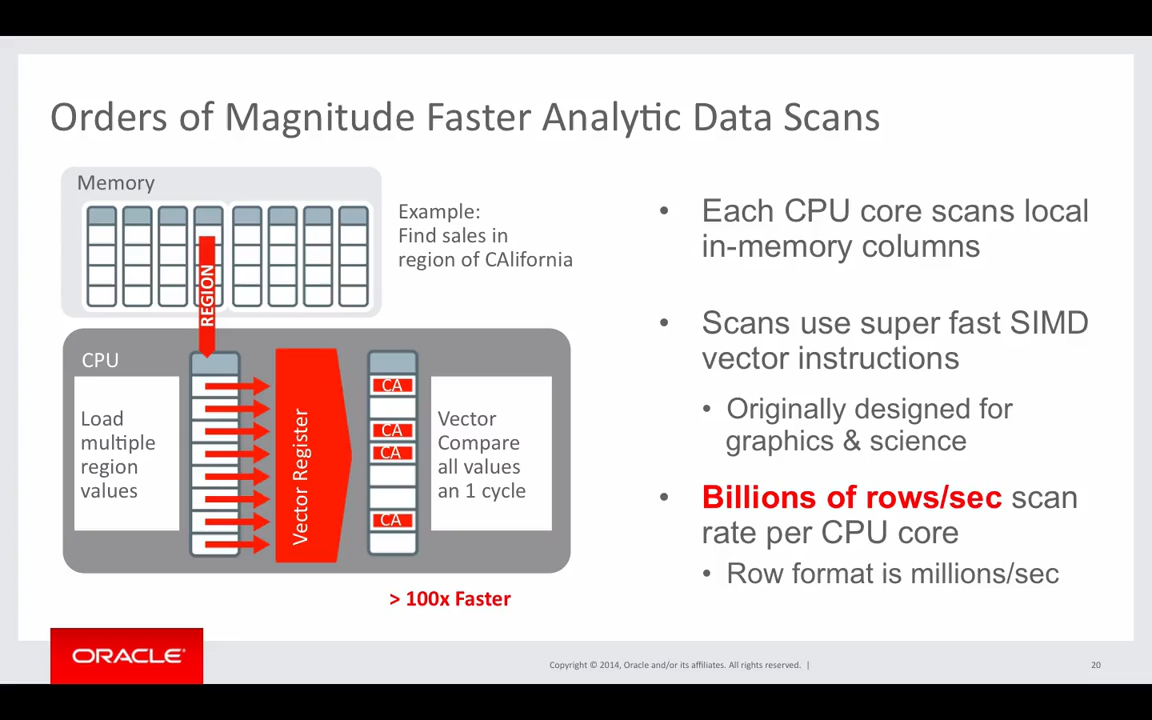 Orders of Magnitude Faster Analytic Data Scans
Memory
REGION
Example:
Find sales in
region of CAlifornia
CPU
Load
multiple
region
values
Vector Register
CA
CA
CA
CA
Vector
Compare
all values
an 1 cycle
> 100x Faster
• Each CPU core scans local
in-memory columns
• Scans use super fast SIMD
vector instructions
• Originally designed for
graphics & science
• Billions of rows/sec scan
rate per CPU core
• Row format is millions/sec
ORACLE®
Copyright © 2014, Oracle and/or its affiliates. All rights reserved. |
20